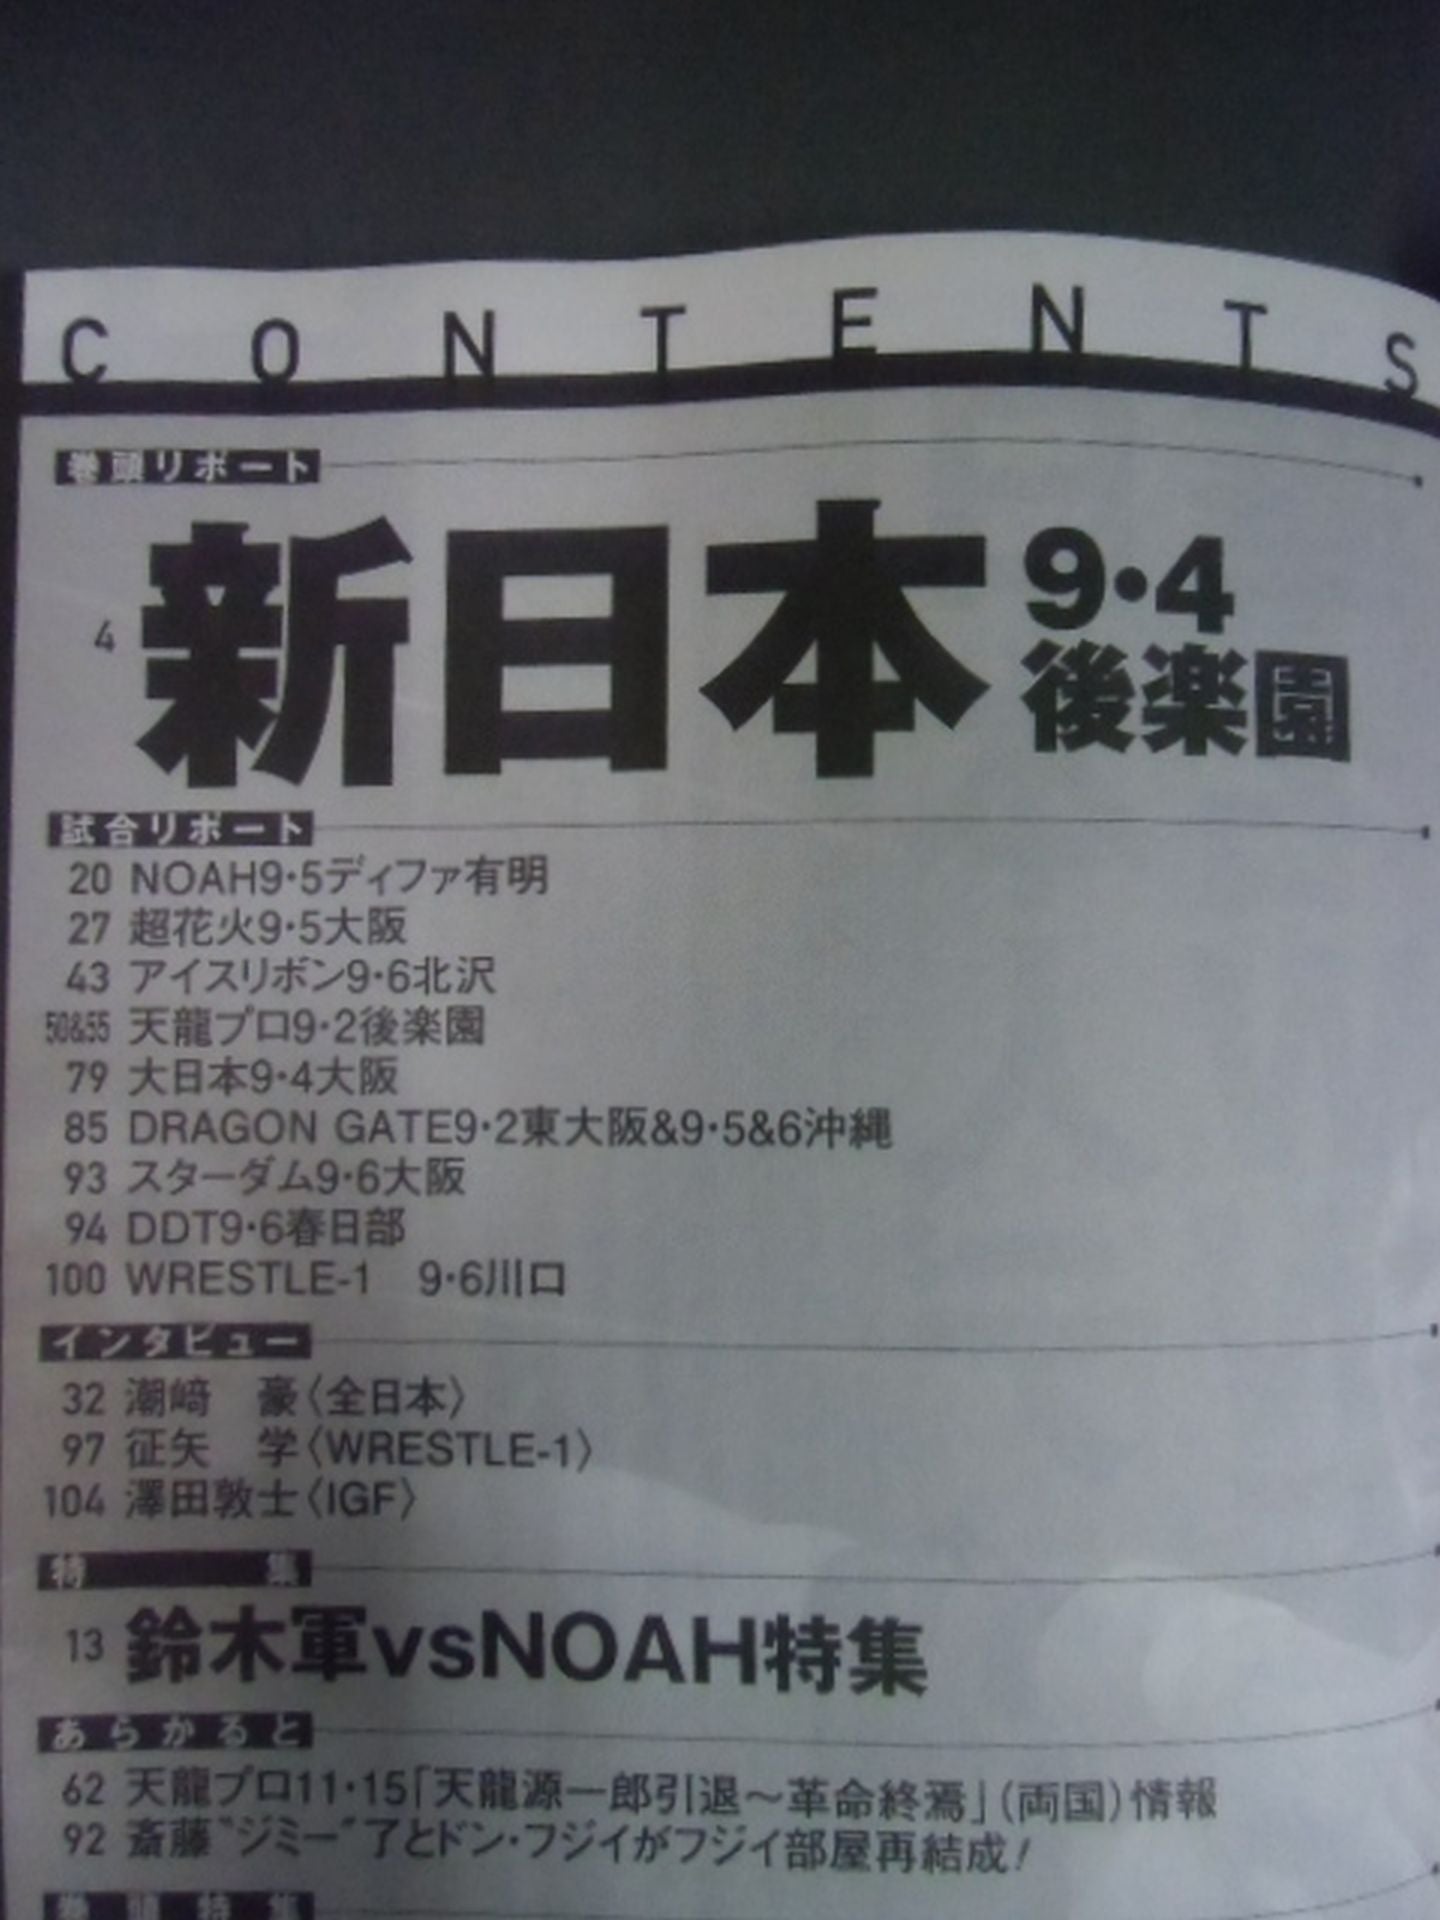 CONTENTS
巻頭リポート
4 新日本 9・4後楽園
試合リポート
20 NOAH9・5ディファ有明
27 超花火9・5大阪
43 アイスリボン9・6北沢
50&55 天龍プロ9・2後楽園
79 大日本9・4大阪
85 DRAGON GATE9・2東大阪&9・5&6沖縄
93 スターダム9・6大阪
94 DDT9・6春日部
100 WRESTLE-1　9・6川口
インタビュー
32 潮﨑　豪〈全日本〉
97 征矢　学〈WRESTLE-1〉
104 澤田敦士〈IGF〉
特集
13 鈴木軍vsNOAH特集
あらかると
62 天龍プロ11・15「天龍源一郎引退～革命終焉」(両国)情報
92 斎藤“ジミー”了とドン・フジイがフジイ部屋再結成!
巻頭特集